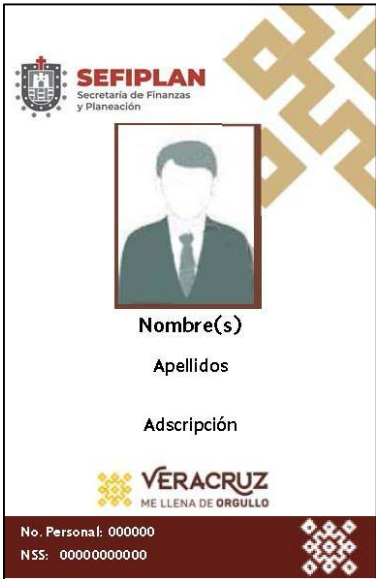 SEFIPLAN
Secretaría de Finanzas
y Planeación
Nombre(s)
Apellidos
Adscripción
VERACRUZ
ME LLENA DE ORGULLO
No. Personal: 000000
NSS: 00000000000